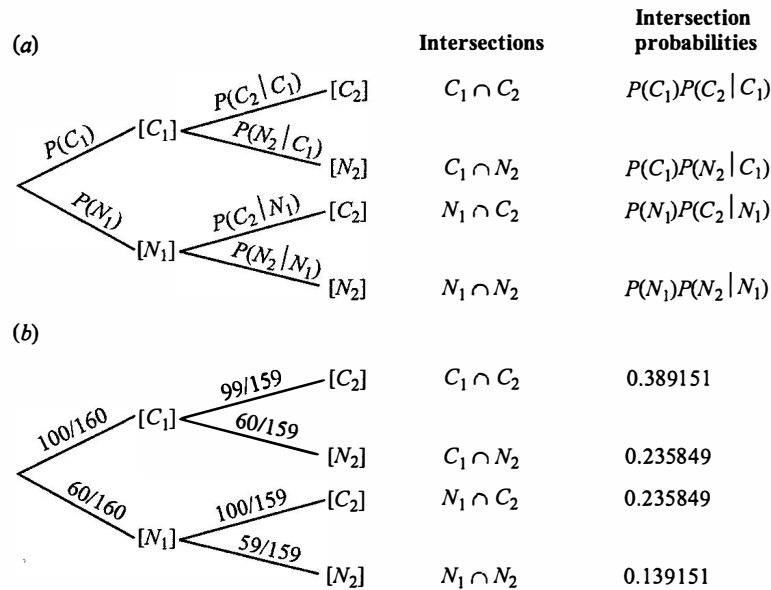 Intersection
(a) Intersections probabilities
P(C₂|C₁) [C₂] C₁ ∩ C₂ P(C₁)P(C₂|C₁)
P(C₁) [C₁] P(N₂|C₁)
[N₂] C₁ ∩ N₂ P(C₁)P(N₂|C₁)
P(N₁) P(C₂|N₁) [C₂] N₁ ∩ C₂ P(N₁)P(C₂|N₁)
[N₁] P(N₂|N₁)
[N₂] N₁ ∩ N₂ P(N₁)P(N₂|N₁)
(b)
99/159 [C₂] C₁ ∩ C₂ 0.389151
100/160 [C₁] 60/159
[N₂] C₁ ∩ N₂ 0.235849
60/160 100/159 [C₂] N₁ ∩ C₂ 0.235849
[N₁] 59/159
[N₂] N₁ ∩ N₂ 0.139151